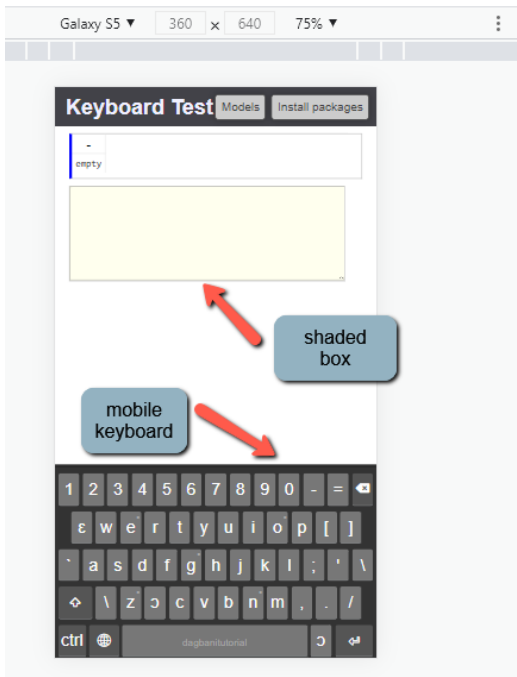 Galaxy S5 ▼ 360 × 640 75% ▼
Keyboard Test Models Install packages
-
empty
shaded
box
mobile
keyboard
1 2 3 4 5 6 7 8 9 0 - =
ɛ w e r t y u i o p [ ]
` a s d f g h j k l ; ' \
\ z ɔ c v b n m , . /
ctrl dagbanitutorial ɔ